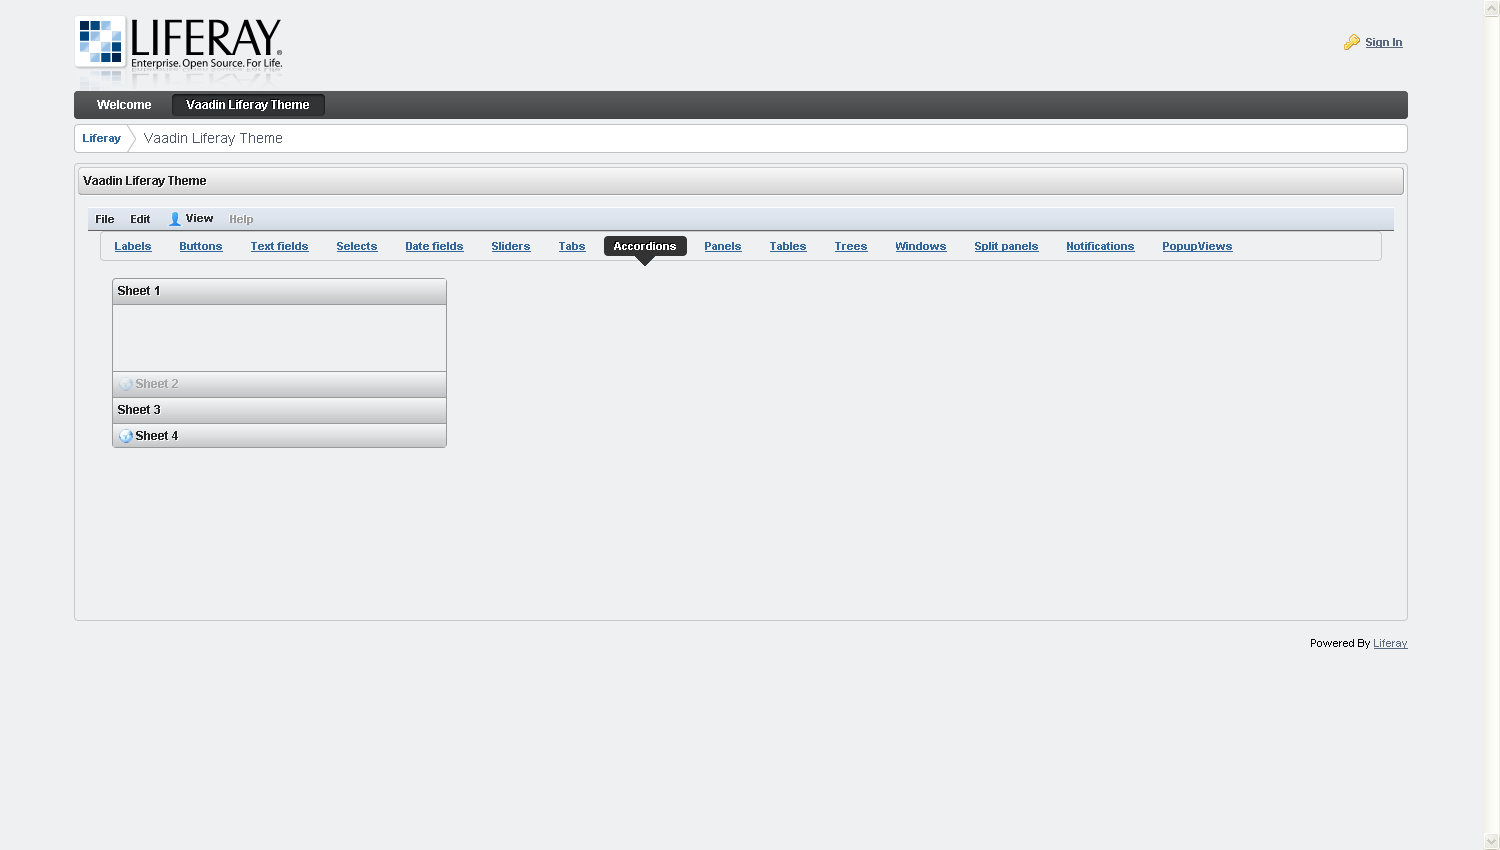 LIFERAY.
Enterprise. Open Source. For Life.
Sign In
Welcome Vaadin Liferay Theme
Liferay Vaadin Liferay Theme
Vaadin Liferay Theme
File Edit View Help
Labels Buttons Text fields Selects Date fields Sliders Tabs Accordions Panels Tables Trees Windows Split panels Notifications PopupViews
Sheet 1
Sheet 2
Sheet 3
Sheet 4
Powered By Liferay